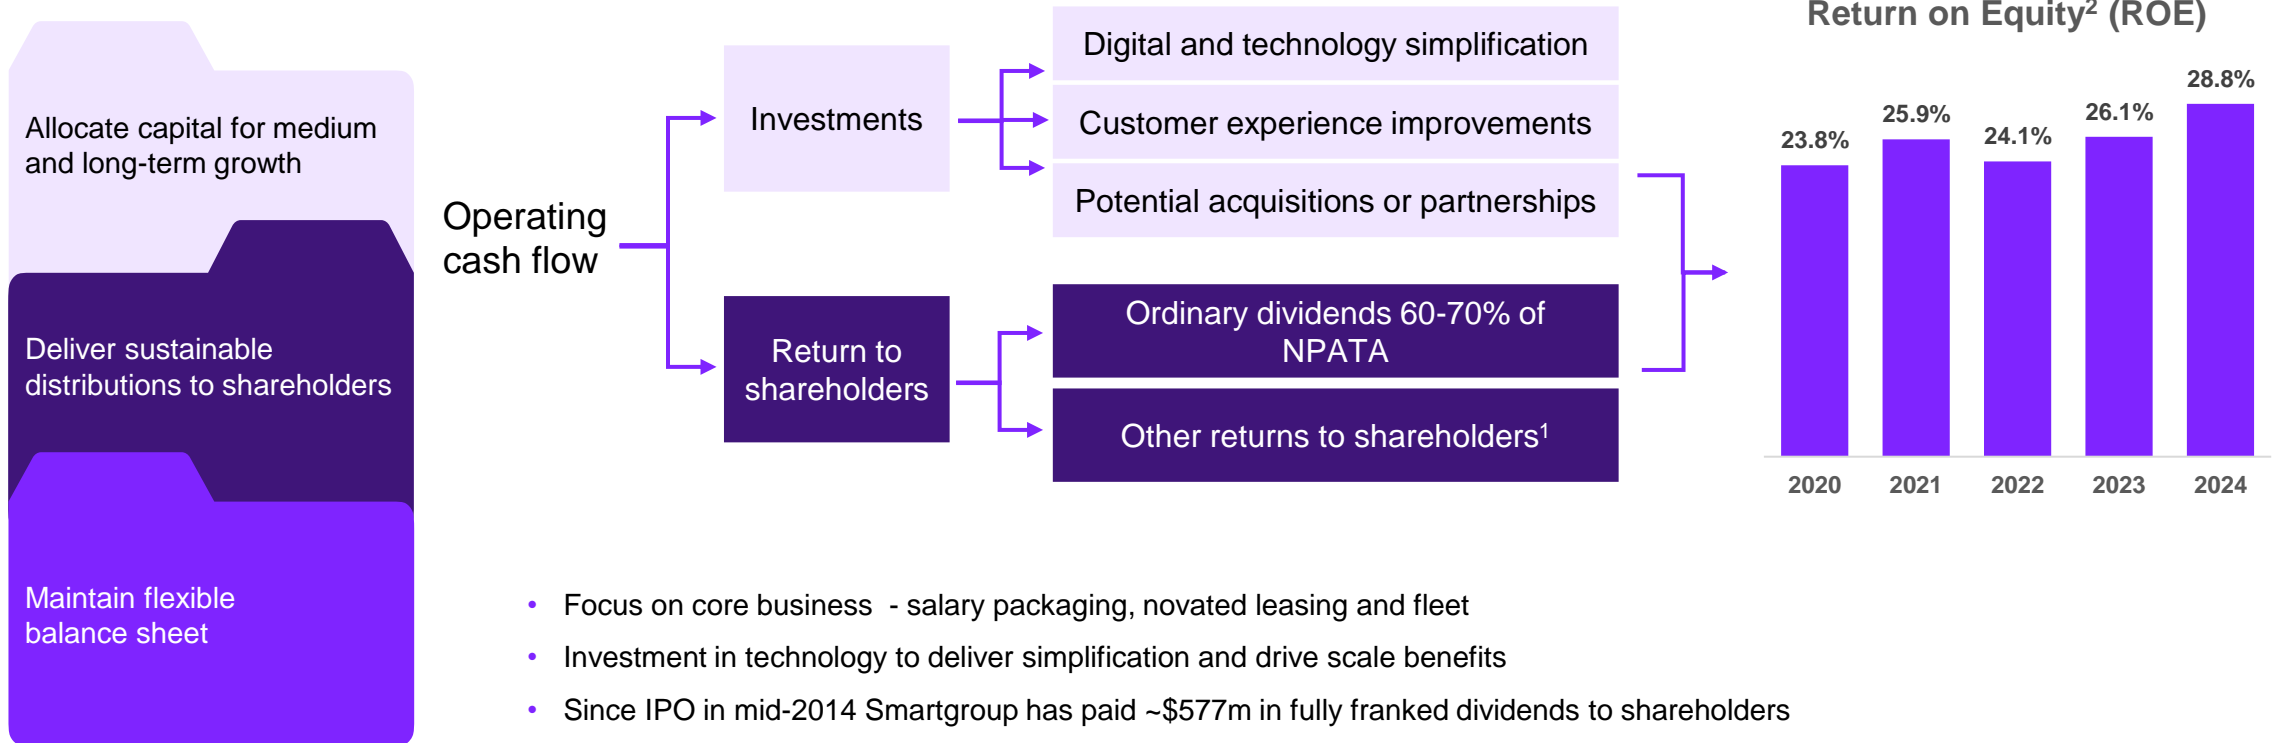 Allocate capital for medium
and long-term growth
Deliver sustainable
distributions to shareholders
Maintain flexible
balance sheet
Operating
cash flow
Investments
Return to
shareholders
Digital and technology simplification
Customer experience improvements
Potential acquisitions or partnerships
Ordinary dividends 60-70% of
NPATA
Other returns to shareholders¹
Return on Equity² (ROE)
23.8%
25.9%
24.1%
26.1%
28.8%
2020
2021
2022
2023
2024
• Focus on core business - salary packaging, novated leasing and fleet
• Investment in technology to deliver simplification and drive scale benefits
• Since IPO in mid-2014 Smartgroup has paid ~$577m in fully franked dividends to shareholders